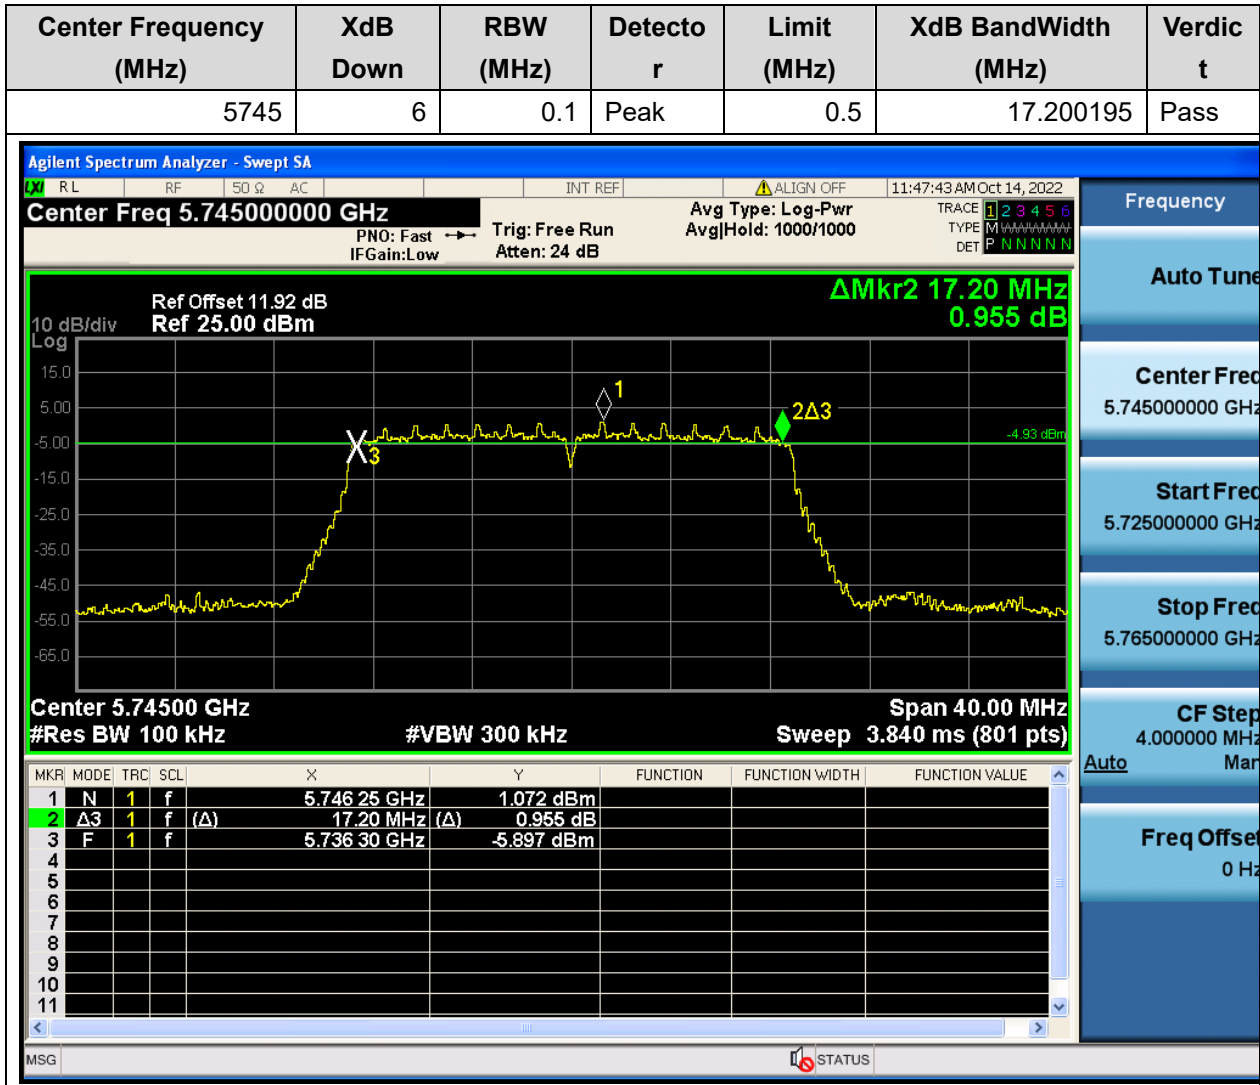 Center Frequency (MHz) XdB Down RBW (MHz) Detecto r Limit (MHz) XdB BandWidth (MHz) Verdic t
5745 6 0.1 Peak 0.5 17.200195 Pass
Agilent Spectrum Analyzer - Swept SA
LXI RL RF 50 Ω AC INT REF ALIGN OFF 11:47:43 AM Oct 14, 2022
Center Freq 5.745000000 GHz
PNO: Fast
IFGain:Low
Trig: Free Run
Atten: 24 dB
Avg Type: Log-Pwr
Avg|Hold: 1000/1000
TRACE 1 2 3 4 5 6
TYPE M W W W W W
DET P N N N N N
ΔMkr2 17.20 MHz
0.955 dB
Ref Offset 11.92 dB
10 dB/div Ref 25.00 dBm
Log
15.0
5.00
-5.00
-15.0
-25.0
-35.0
-45.0
-55.0
-65.0
1
2Δ3
X3
-4.93 dBm
Center 5.74500 GHz Span 40.00 MHz
#Res BW 100 kHz #VBW 300 kHz Sweep 3.840 ms (801 pts)
MKR MODE TRC SCL X Y FUNCTION FUNCTION WIDTH FUNCTION VALUE
1 N 1 f 5.746 25 GHz 1.072 dBm
2 Δ3 1 f (Δ) 17.20 MHz (Δ) 0.955 dB
3 F 1 f 5.736 30 GHz -5.897 dBm
4
5
6
7
8
9
10
11
MSG STATUS
Frequency
Auto Tune
Center Freq
5.745000000 GHz
Start Freq
5.725000000 GHz
Stop Freq
5.765000000 GHz
CF Step
4.000000 MHz
Auto Man
Freq Offset
0 Hz